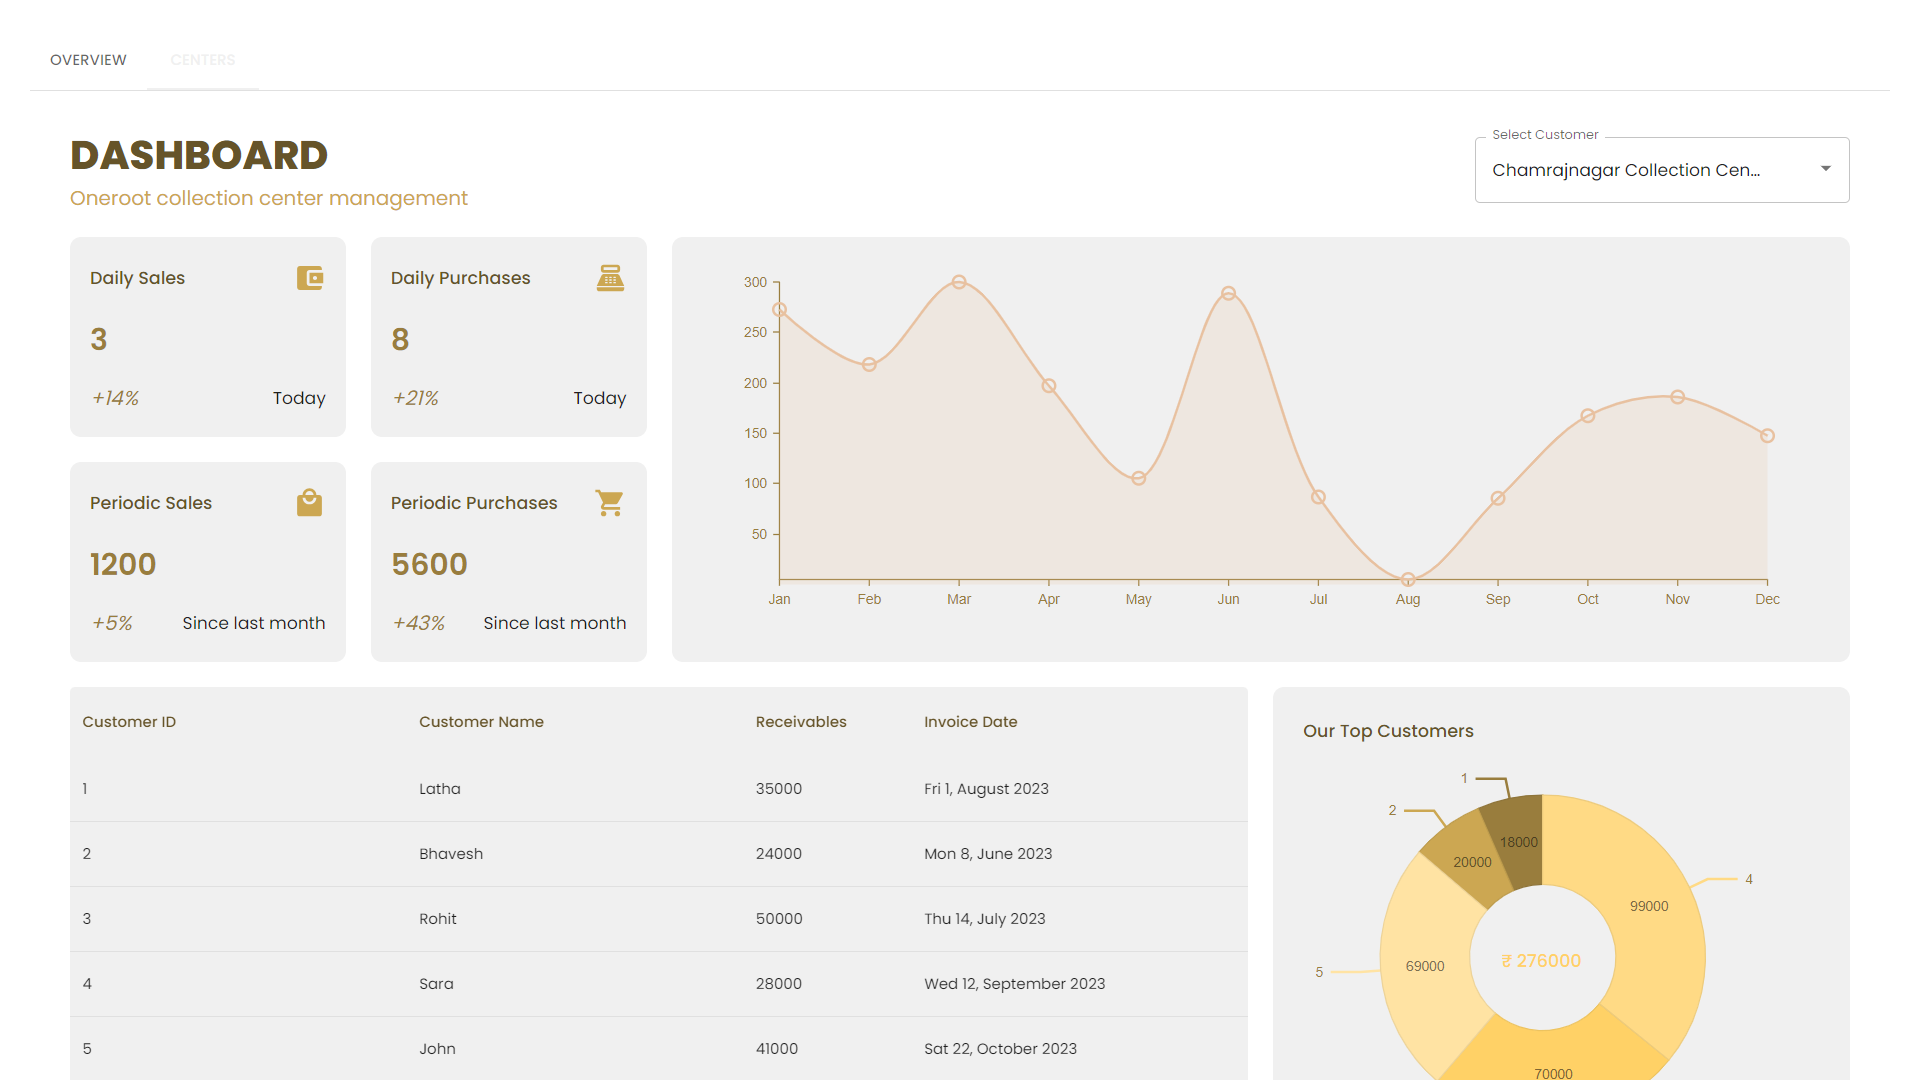 OVERVIEW
CENTERS
DASHBOARD
Oneroot collection center management
Select Customer
Chamrajnagar Collection Cen...
Daily Sales
3
+14%
Today
Daily Purchases
8
+21%
Today
Periodic Sales
1200
+5%
Since last month
Periodic Purchases
5600
+43%
Since last month
300
250
200
150
100
50
Jan Feb Mar Apr May Jun Jul Aug Sep Oct Nov Dec
Customer ID Customer Name Receivables Invoice Date
1 Latha 35000 Fri 1, August 2023
2 Bhavesh 24000 Mon 8, June 2023
3 Rohit 50000 Thu 14, July 2023
4 Sara 28000 Wed 12, September 2023
5 John 41000 Sat 22, October 2023
Our Top Customers
1
2
18000
20000
4
99000
₹ 276000
5
69000
70000